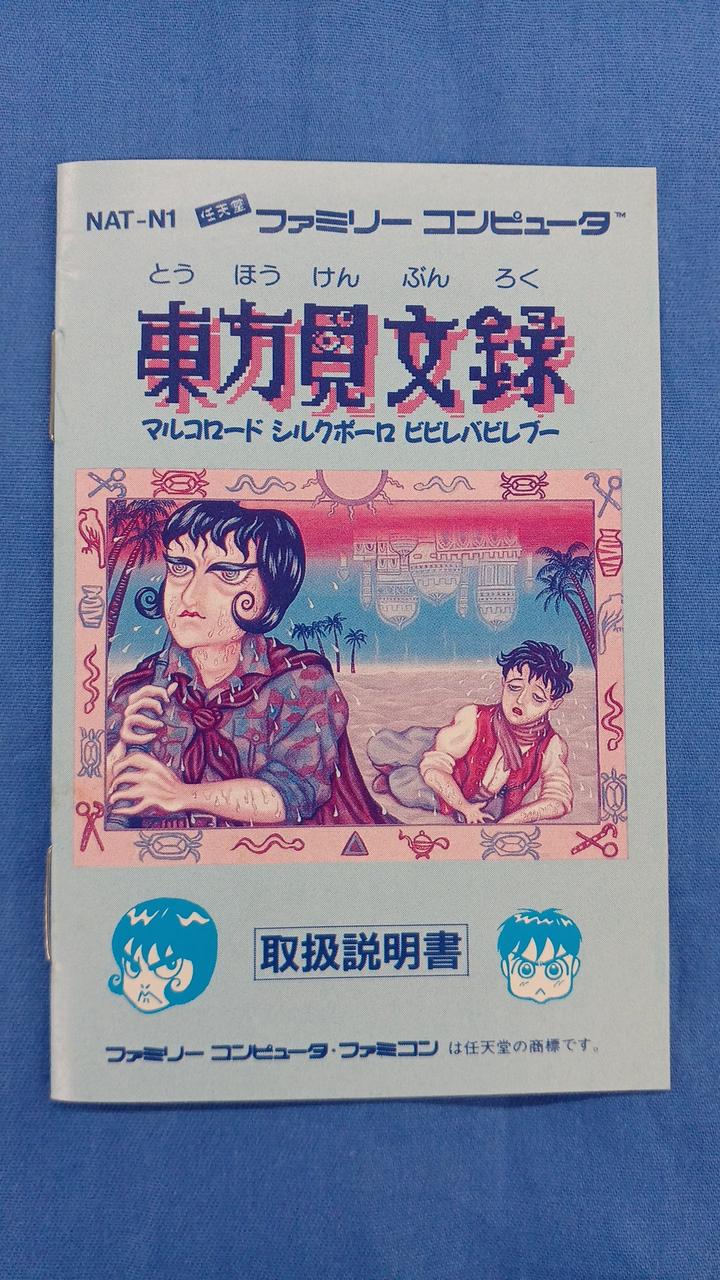 NAT-N1 任天堂 ファミリー コンピュータ™
とう ほう けん ぶん ろく
東方見文録
マルコロード シルクポーロ ビビレバビレブー
取扱説明書
ファミリー コンピュータ・ファミコン は任天堂の商標です。